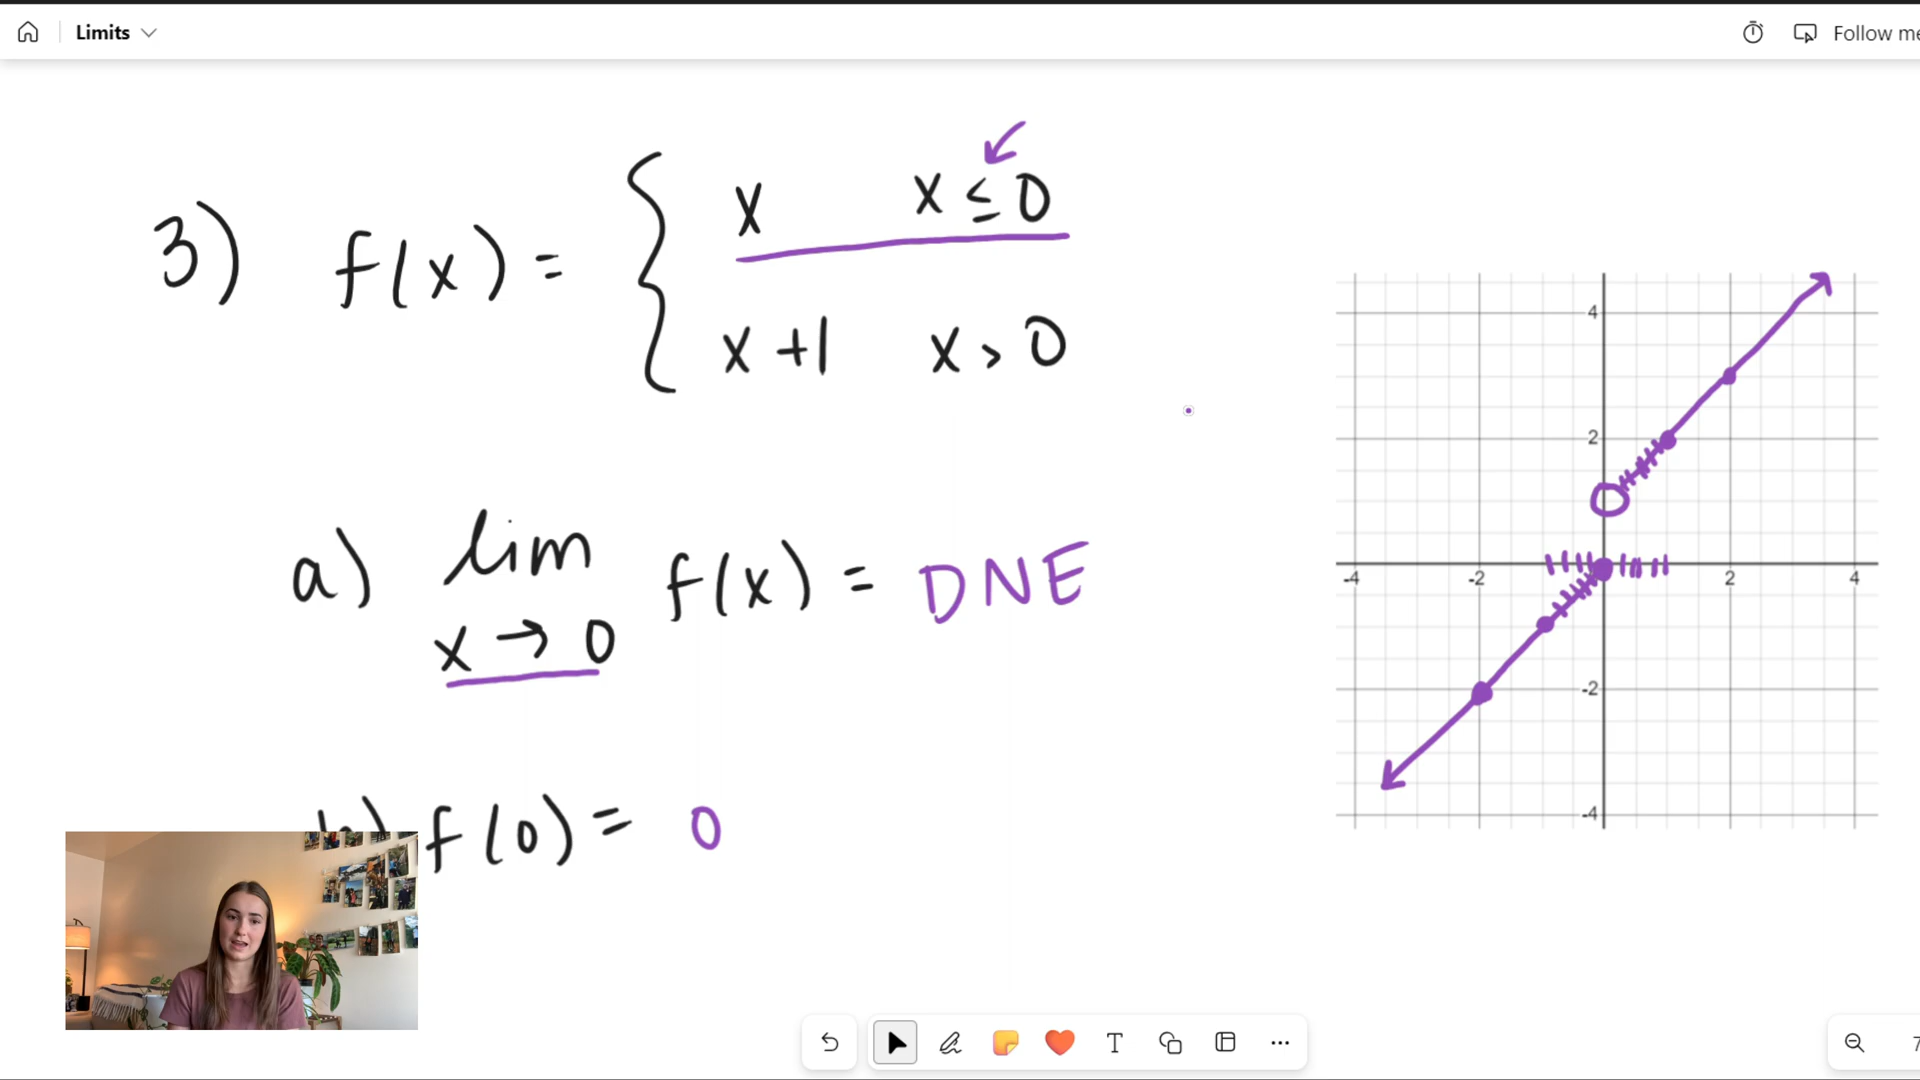 Limits
Follow me
3) f(x) = { x x ≤ 0
x + 1 x > 0
a) lim f(x) = DNE
x → 0
b) f(0) = 0
4
2
-4 -2 2 4
-2
-4
T
7